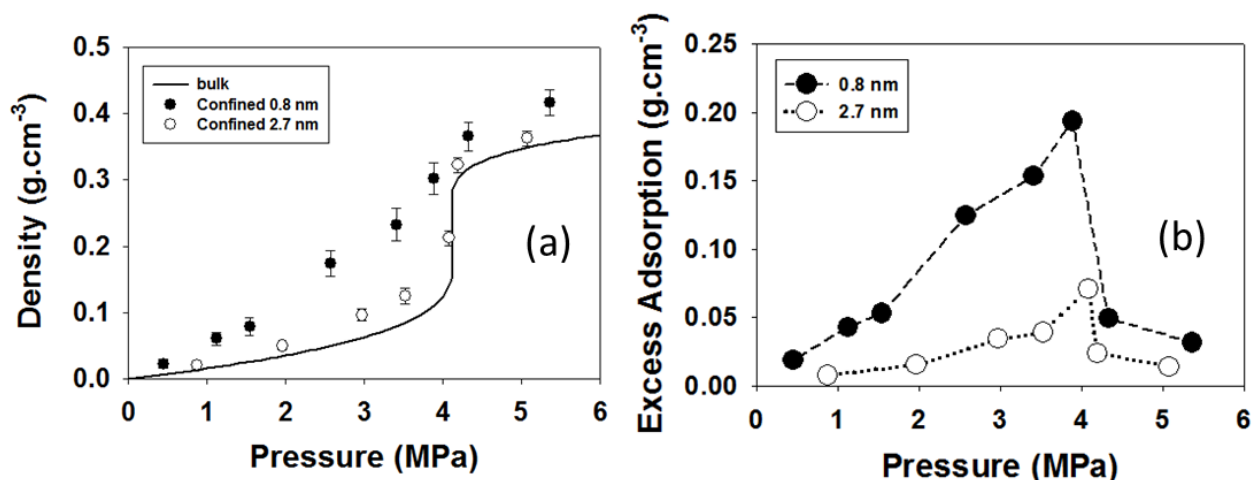 Density (g.cm-3)
0.5
0.4
0.3
0.2
0.1
0.0
bulk
Confined 0.8 nm
Confined 2.7 nm
(a)
0 1 2 3 4 5 6
Pressure (MPa)
Excess Adsorption (g.cm-3)
0.25
0.20
0.15
0.10
0.05
0.00
0.8 nm
2.7 nm
(b)
0 1 2 3 4 5 6
Pressure (MPa)